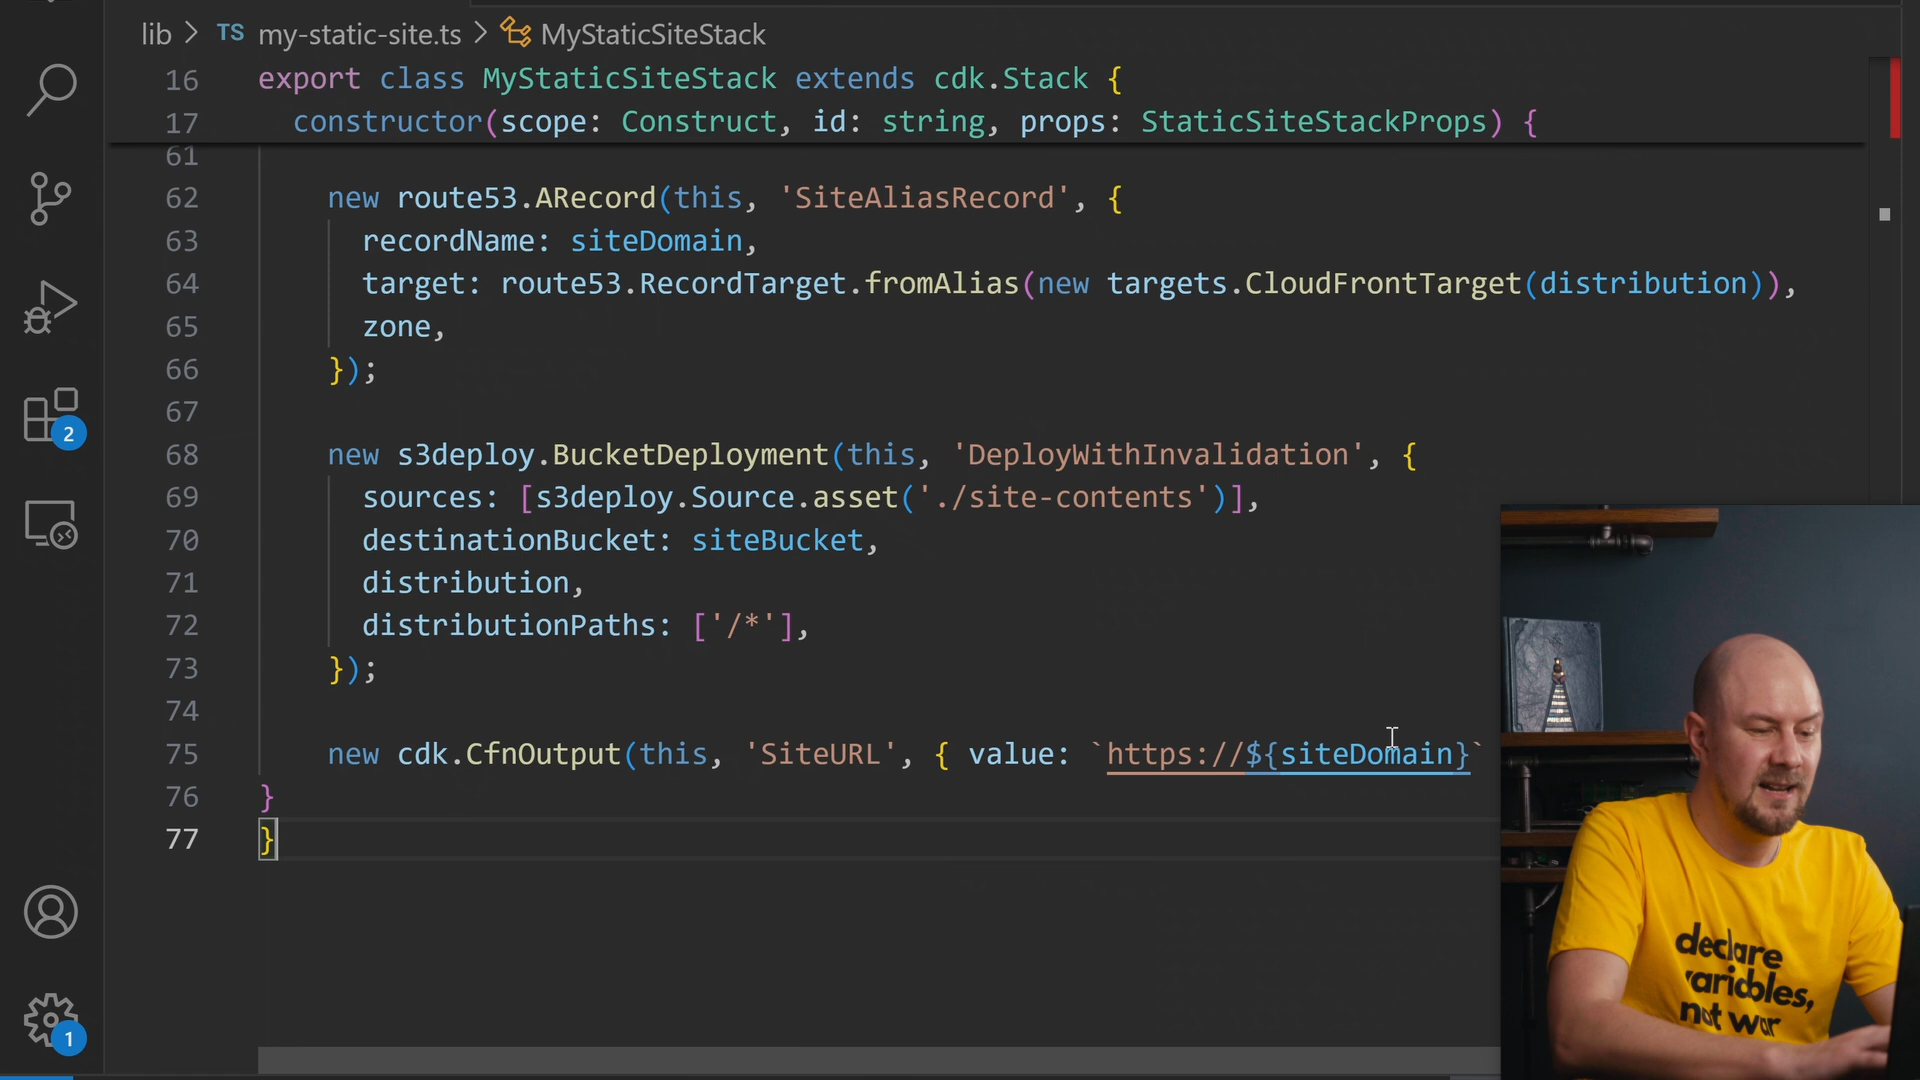 lib > TS my-static-site.ts > MyStaticSiteStack
16 export class MyStaticSiteStack extends cdk.Stack {
17 constructor(scope: Construct, id: string, props: StaticSiteStackProps) {
61
62 new route53.ARecord(this, 'SiteAliasRecord', {
63 recordName: siteDomain,
64 target: route53.RecordTarget.fromAlias(new targets.CloudFrontTarget(distribution)),
65 zone,
66 });
67
68 new s3deploy.BucketDeployment(this, 'DeployWithInvalidation', {
69 sources: [s3deploy.Source.asset('./site-contents')],
70 destinationBucket: siteBucket,
71 distribution,
72 distributionPaths: ['/*'],
73 });
74
75 new cdk.CfnOutput(this, 'SiteURL', { value: `https://${siteDomain}`
76 }
77 }
2
1
declare
variables,
not war